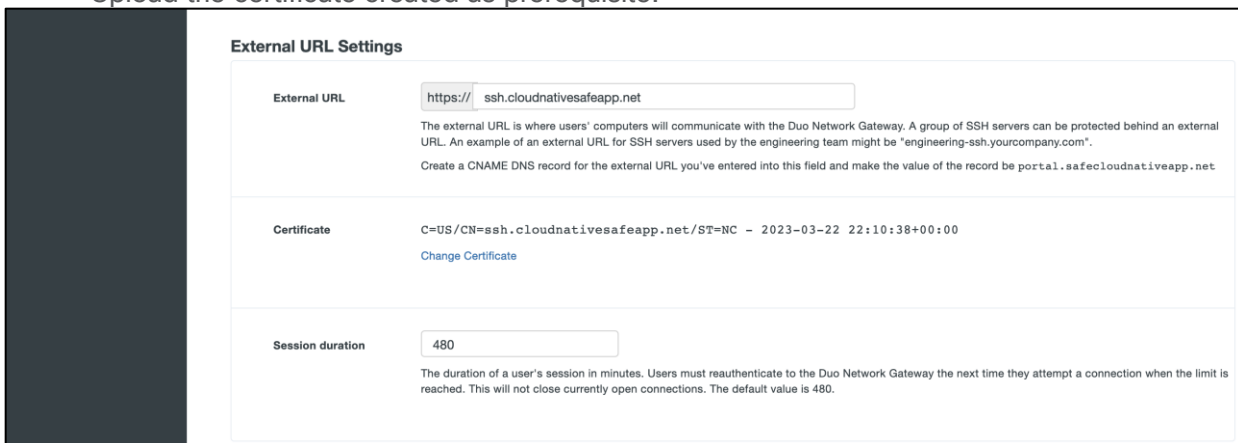 Upload the certificate created as prerequisite.
External URL Settings
External URL
https:// ssh.cloudnativesafeapp.net
The external URL is where users' computers will communicate with the Duo Network Gateway. A group of SSH servers can be protected behind an external
URL. An example of an external URL for SSH servers used by the engineering team might be "engineering-ssh.yourcompany.com".
Create a CNAME DNS record for the external URL you've entered into this field and make the value of the record be portal.safecloudnativeapp.net
Certificate
C=US/CN=ssh.cloudnativesafeapp.net/ST=NC - 2023-03-22 22:10:38+00:00
Change Certificate
Session duration
480
The duration of a user's session in minutes. Users must reauthenticate to the Duo Network Gateway the next time they attempt a connection when the limit is
reached. This will not close currently open connections. The default value is 480.